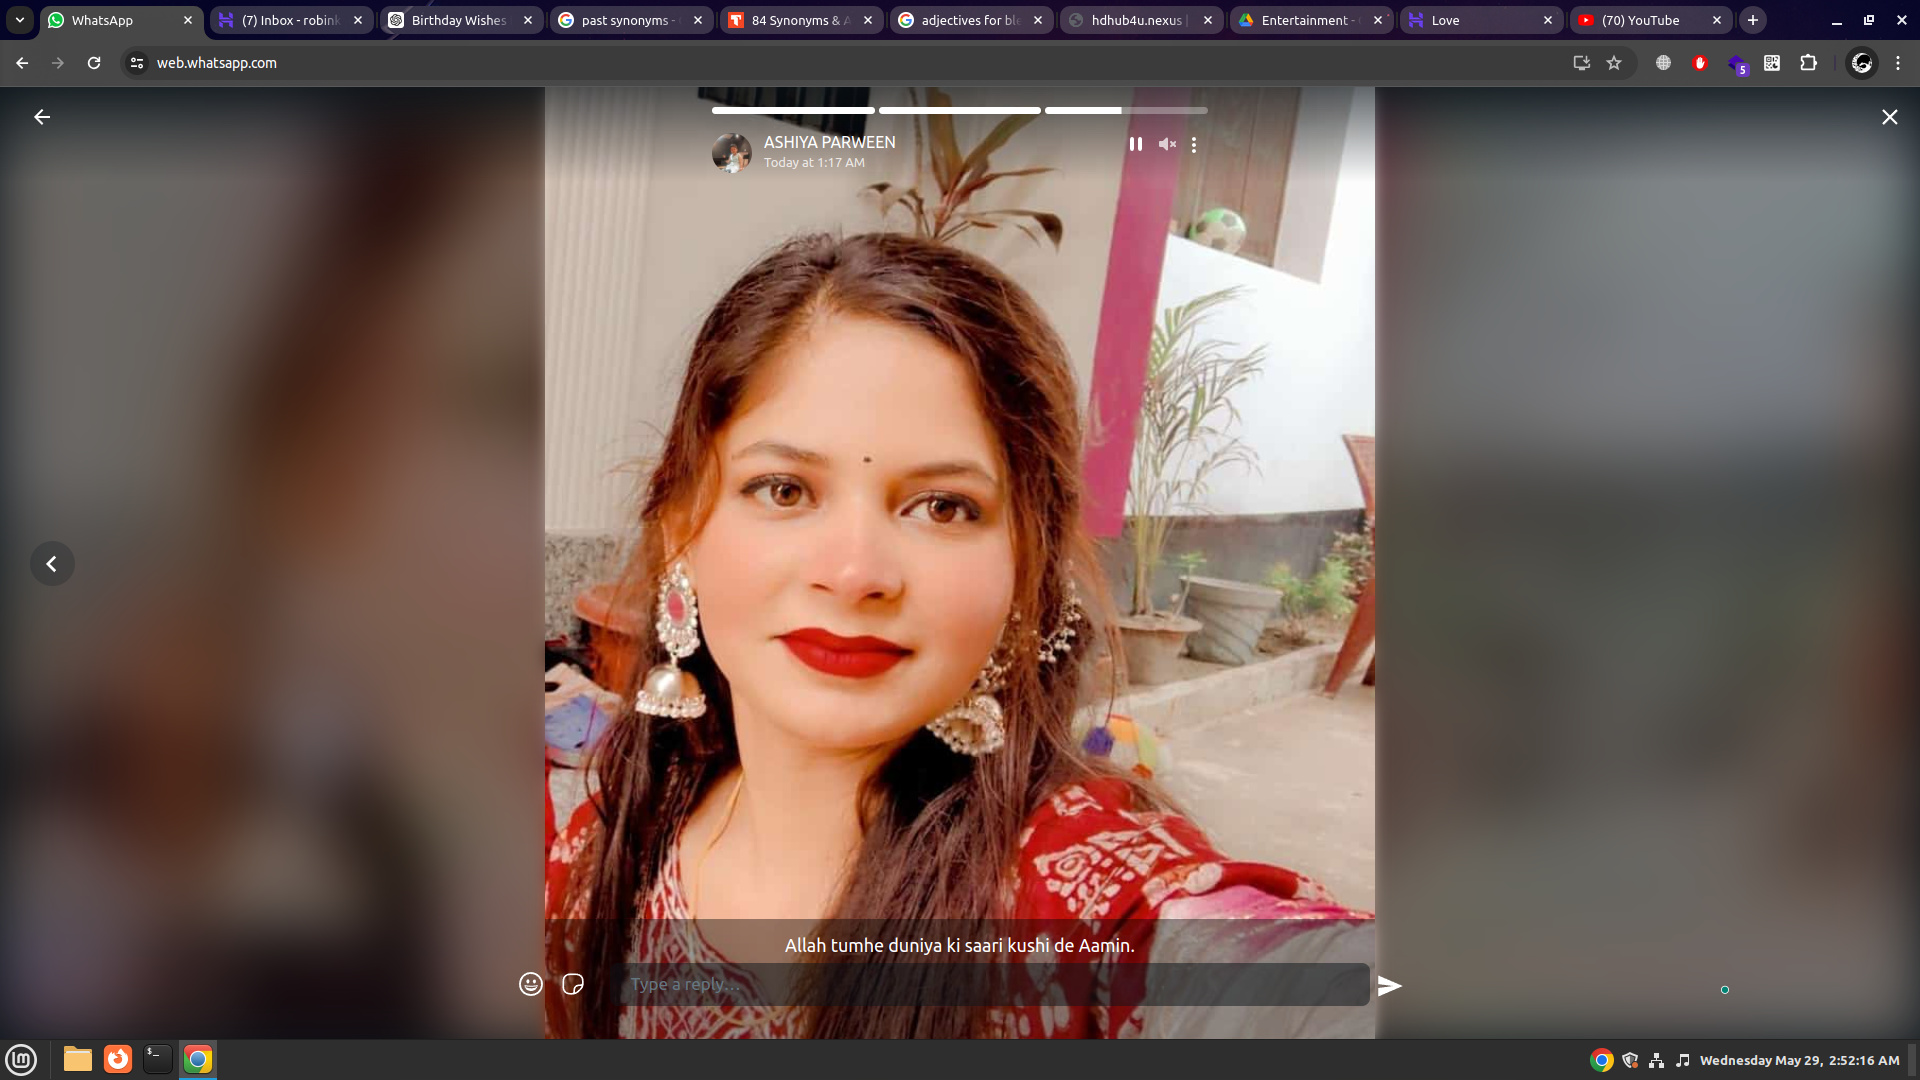 WhatsApp
(7) Inbox - robink
Birthday Wishes
past synonyms -
84 Synonyms & A
adjectives for ble
hdhub4u.nexus |
Entertainment -
Love
(70) YouTube
web.whatsapp.com
5
ASHIYA PARWEEN
Today at 1:17 AM
Allah tumhe duniya ki saari kushi de Aamin.
Type a reply...
Wednesday May 29, 2:52:16 AM